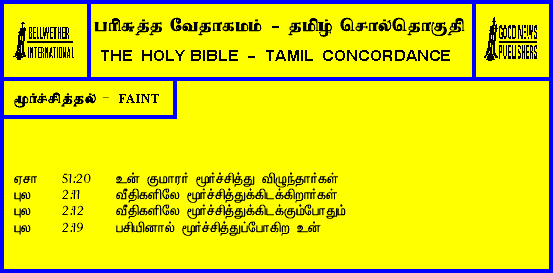 BELLWETHER
INTERNATIONAL
பரிசுத்த வேதாகமம் - தமிழ் சொல்தொகுதி
THE HOLY BIBLE - TAMIL CONCORDANCE
GOOD NEWS
PUBLISHERS
மூர்ச்சித்தல் - FAINT
ஏசா 51:20 உன் குமாரர் மூர்ச்சித்து விழுந்தார்கள்
புல 2:11 வீதிகளிலே மூர்ச்சித்துக்கிடக்கிறார்கள்
புல 2:12 வீதிகளிலே மூர்ச்சித்துக்கிடக்கும்போதும்
புல 2:19 பசியினால் மூர்ச்சித்துப்போகிற உன்